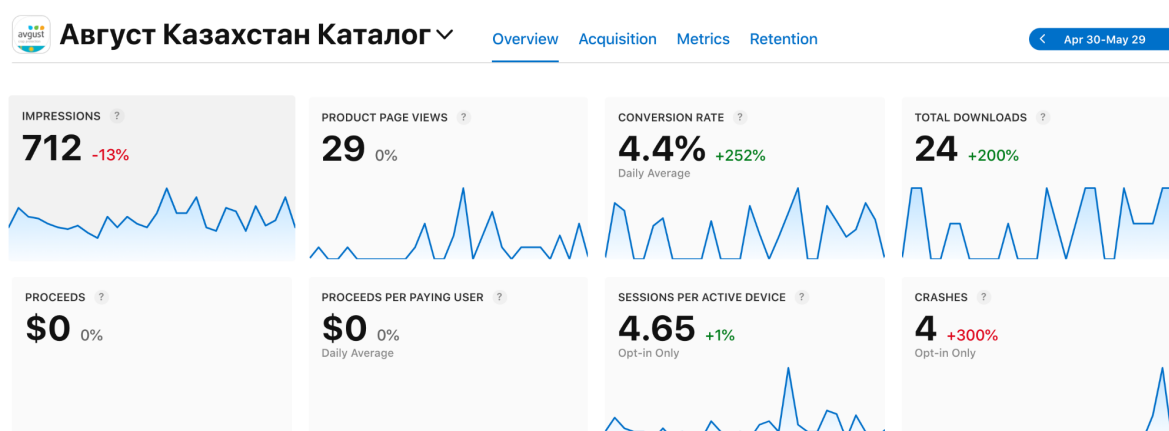 avgust
Август Казахстан Каталог
Overview Acquisition Metrics Retention
Apr 30-May 29
IMPRESSIONS ?
712 -13%
PRODUCT PAGE VIEWS ?
29 0%
CONVERSION RATE ?
4.4% +252%
Daily Average
TOTAL DOWNLOADS ?
24 +200%
PROCEEDS ?
$0 0%
PROCEEDS PER PAYING USER ?
$0 0%
Daily Average
SESSIONS PER ACTIVE DEVICE ?
4.65 +1%
Opt-in Only
CRASHES ?
4 +300%
Opt-in Only